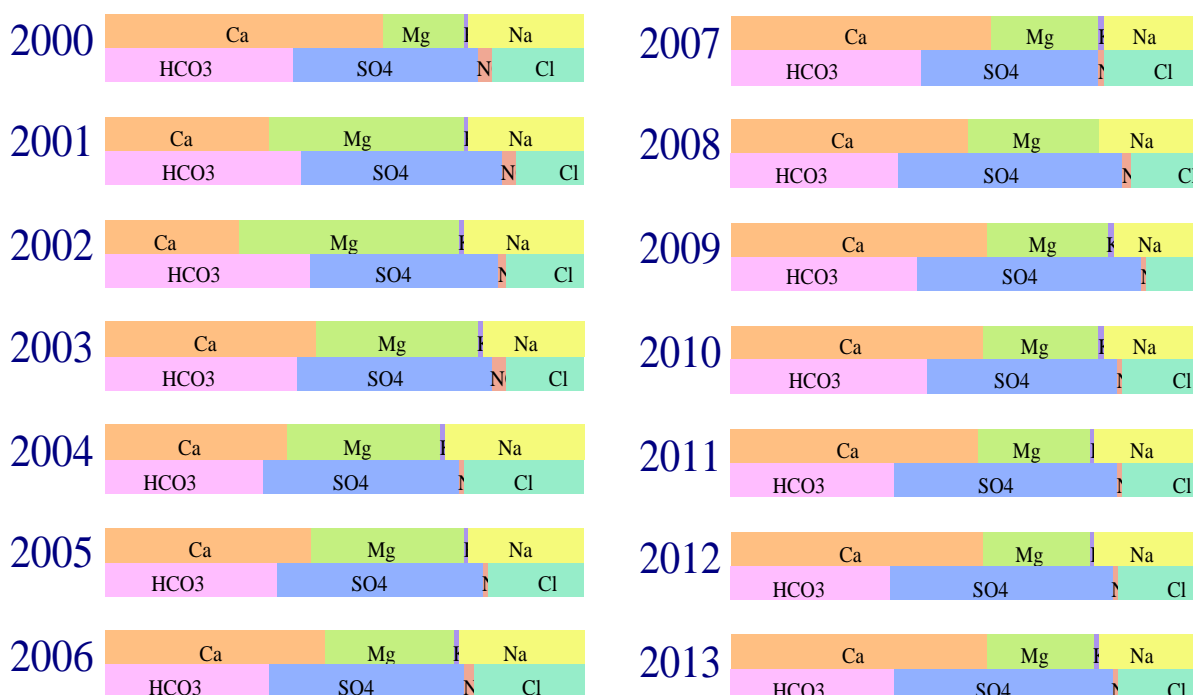 2000 Ca Mg Na
HCO3 SO4 N Cl
2001 Ca Mg Na
HCO3 SO4 N Cl
2002 Ca Mg Na
HCO3 SO4 Cl
2003 Ca Mg Na
HCO3 SO4 N Cl
2004 Ca Mg Na
HCO3 SO4 Cl
2005 Ca Mg Na
HCO3 SO4 Cl
2006 Ca Mg Na
HCO3 SO4 N Cl
2007 Ca Mg Na
HCO3 SO4 Cl
2008 Ca Mg Na
HCO3 SO4 Cl
2009 Ca Mg Na
HCO3 SO4
2010 Ca Mg Na
HCO3 SO4 Cl
2011 Ca Mg Na
HCO3 SO4 Cl
2012 Ca Mg Na
HCO3 SO4 Cl
2013 Ca Mg Na
HCO3 SO4 Cl